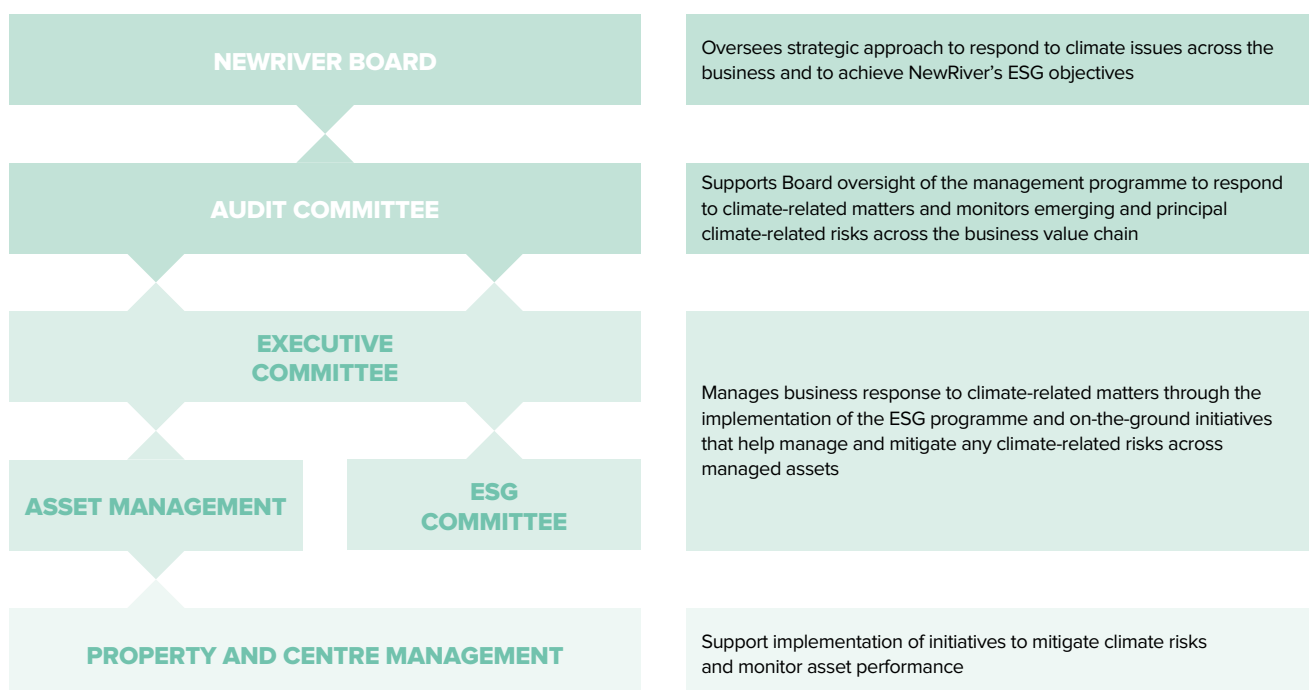 NEWRIVER BOARD
Oversees strategic approach to respond to climate issues across the
business and to achieve NewRiver’s ESG objectives
AUDIT COMMITTEE
Supports Board oversight of the management programme to respond
to climate-related matters and monitors emerging and principal
climate-related risks across the business value chain
EXECUTIVE
COMMITTEE
ASSET MANAGEMENT
ESG
COMMITTEE
Manages business response to climate-related matters through the
implementation of the ESG programme and on-the-ground initiatives
that help manage and mitigate any climate-related risks across
managed assets
PROPERTY AND CENTRE MANAGEMENT
Support implementation of initiatives to mitigate climate risks
and monitor asset performance